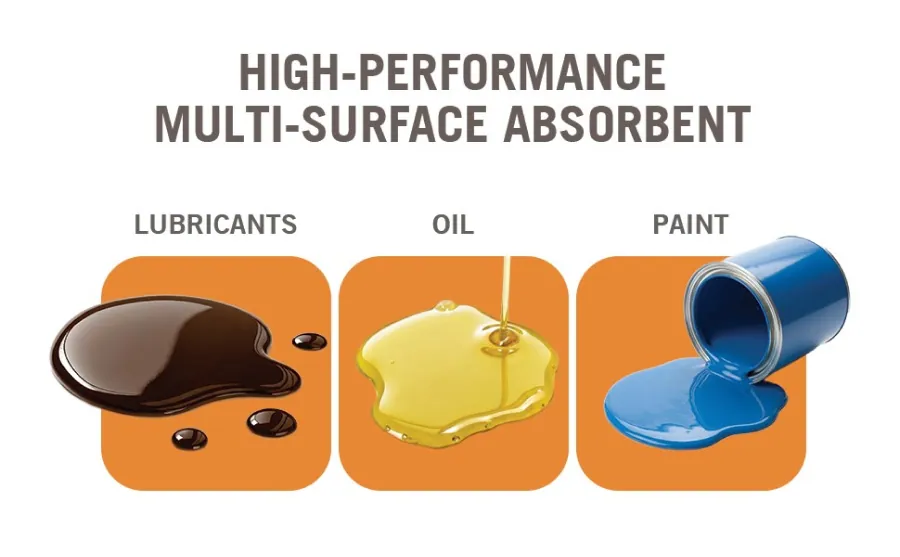 HIGH-PERFORMANCE
MULTI-SURFACE ABSORBENT
LUBRICANTS
OIL
PAINT